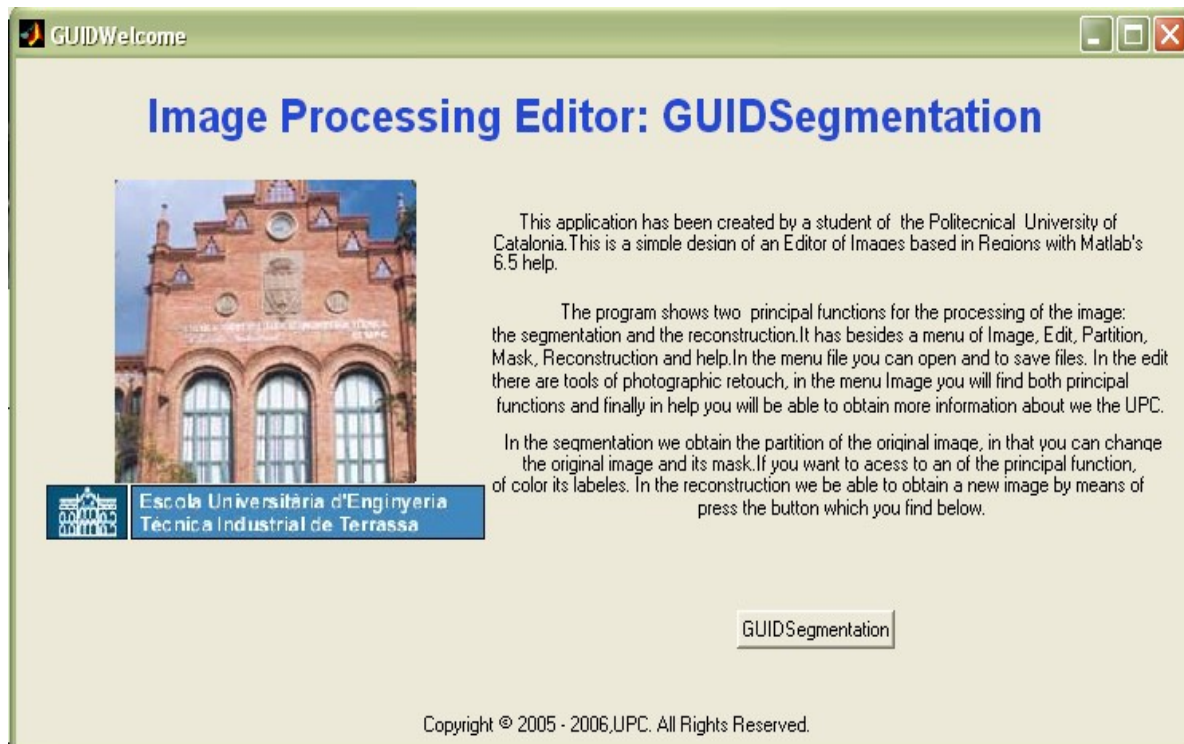 GUIDWelcome
Image Processing Editor: GUIDSegmentation
This application has been created by a student of the Politecnical University of
Catalonia.This is a simple design of an Editor of Images based in Regions with Matlab's
6.5 help.
The program shows two principal functions for the processing of the image:
the segmentation and the reconstruction.It has besides a menu of Image, Edit, Partition,
Mask, Reconstruction and help.In the menu file you can open and to save files. In the edit
there are tools of photographic retouch, in the menu Image you will find both principal
functions and finally in help you will be able to obtain more information about we the UPC.
In the segmentation we obtain the partition of the original image, in that you can change
the original image and its mask.If you want to acess to an of the principal function,
of color its labeles. In the reconstruction we be able to obtain a new image by means of
press the button which you find below.
Escola Universitària d'Enginyeria
Tècnica Industrial de Terrassa
GUIDSegmentation
Copyright © 2005 - 2006,UPC. All Rights Reserved.